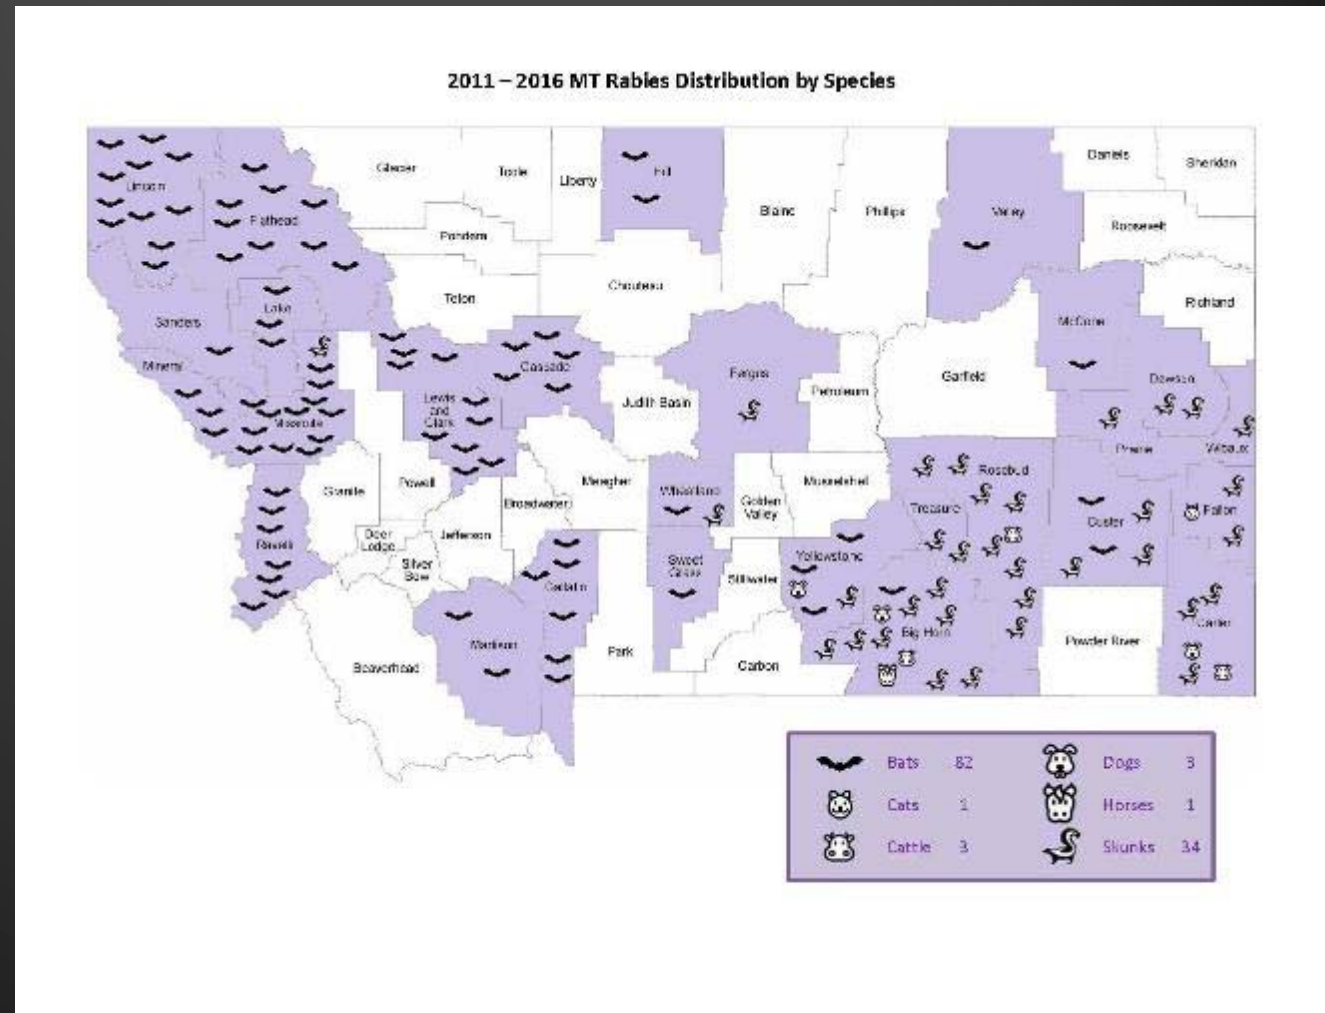 2011 – 2016 MT Rabies Distribution by Species
Glacier
Toole
Liberty
Hill
Blaine
Phillips
Valley
Daniels
Sheridan
Lincoln
Flathead
Pondera
Roosevelt
Teton
Chouteau
Richland
Lake
Sanders
McCone
Mineral
Cascade
Fergus
Garfield
Dawson
Lewis
and
Clark
Judith Basin
Petroleum
Missoula
Prairie
Wibaux
Granite
Powell
Meagher
Wheatland
Musselshell
Rosebud
Broadwater
Golden
Valley
Treasure
Custer
Fallon
Deer
Lodge
Jefferson
Ravalli
Silver
Bow
Gallatin
Sweet
Grass
Stillwater
Yellowstone
Beaverhead
Madison
Park
Carbon
Big Horn
Powder River
Carter
Bats 82
Dogs 3
Cats 1
Horses 1
Cattle 3
Skunks 34